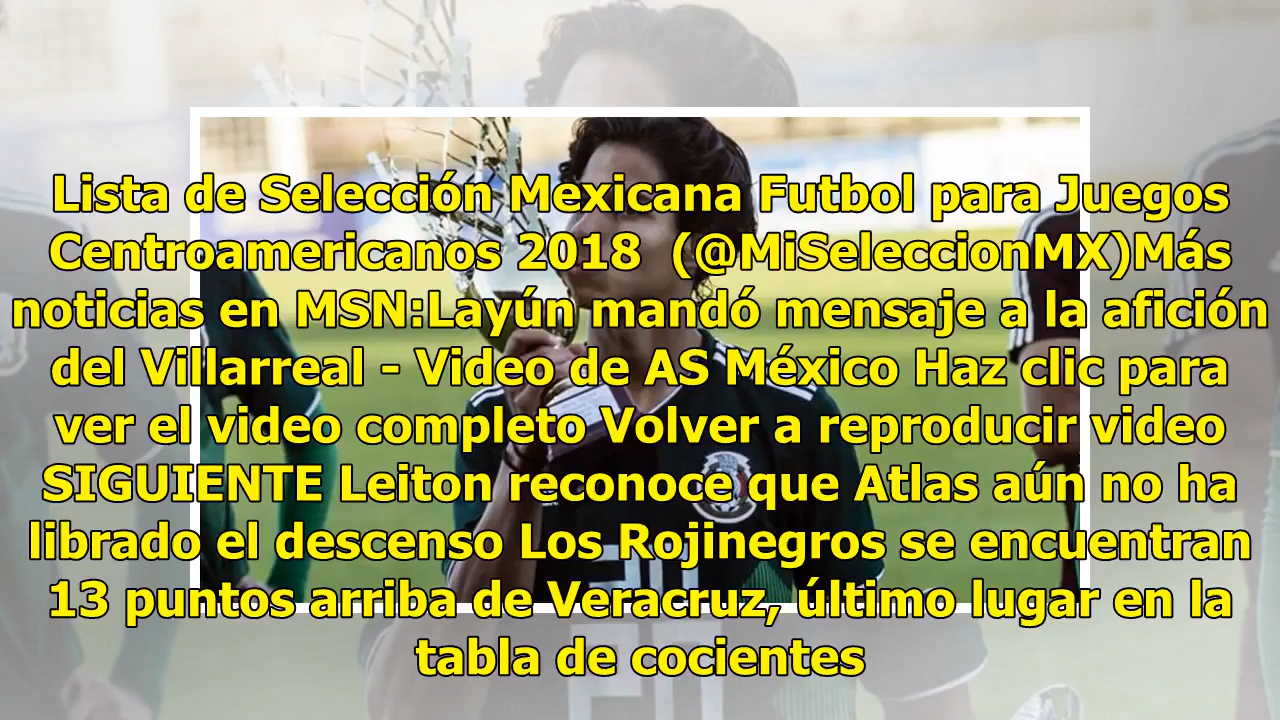 Lista de Selección Mexicana Futbol para Juegos
Centroamericanos 2018  (@MiSeleccionMX)Más
noticias en MSN:Layún mandó mensaje a la afición
del Villarreal - Video de AS México Haz clic para
ver el video completo Volver a reproducir video
SIGUIENTE Leiton reconoce que Atlas aún no ha
librado el descenso Los Rojinegros se encuentran
13 puntos arriba de Veracruz, último lugar en la
tabla de cocientes